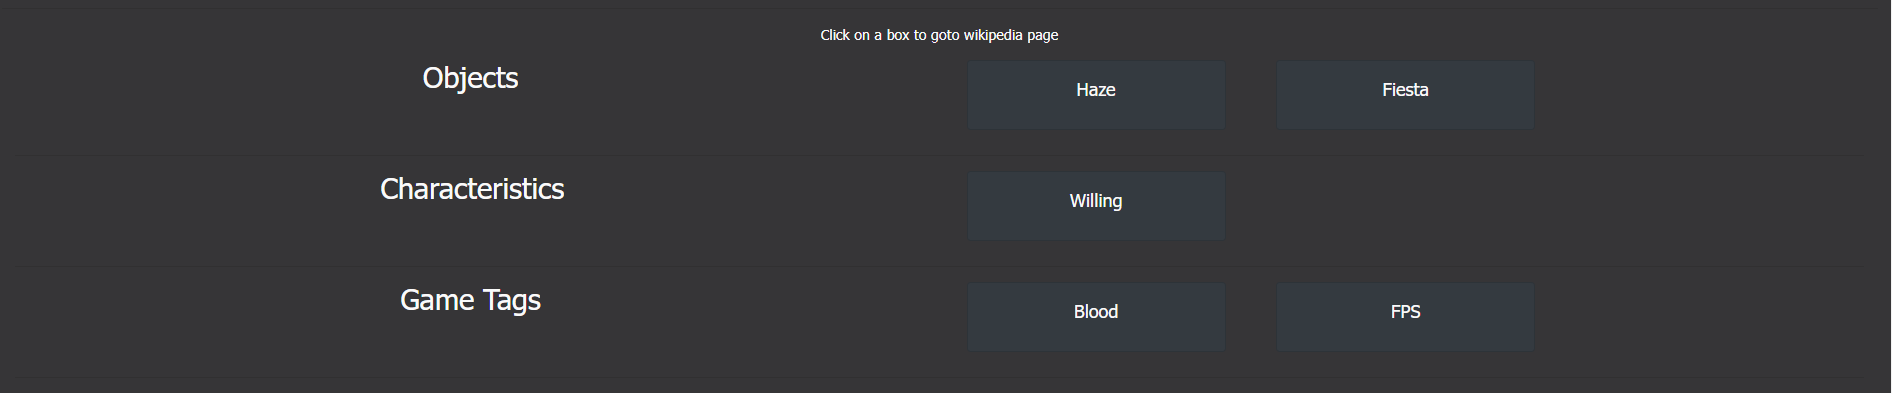 Click on a box to goto wikipedia page
Objects
Haze
Fiesta
Characteristics
Willing
Game Tags
Blood
FPS